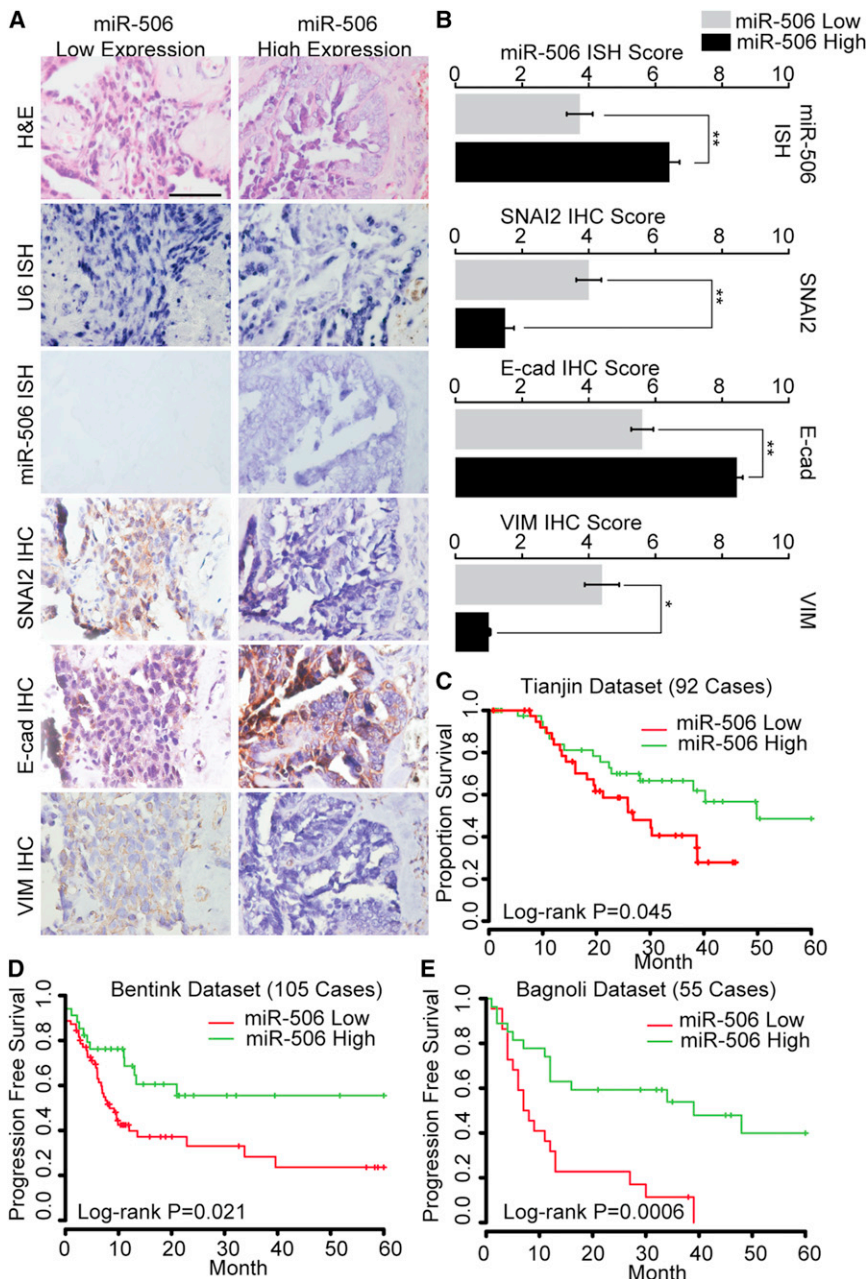 A
miR-506
Low Expression
miR-506
High Expression
H&E
U6 ISH
miR-506 ISH
SNAI2 IHC
E-cad IHC
VIM IHC
B
miR-506 Low
miR-506 High
miR-506 ISH Score
0 2 4 6 8 10
**
miR-506
ISH
SNAI2 IHC Score
0 2 4 6 8 10
**
SNAI2
E-cad IHC Score
0 2 4 6 8 10
**
E-cad
VIM IHC Score
0 2 4 6 8 10
*
VIM
C
Tianjin Dataset (92 Cases)
miR-506 Low
miR-506 High
Proportion Survival
0.0 0.2 0.4 0.6 0.8 1.0
Log-rank P=0.045
0 10 20 30 40 50 60
Month
D
Bentink Dataset (105 Cases)
miR-506 Low
miR-506 High
Progression Free Survival
0.0 0.2 0.4 0.6 0.8 1.0
Log-rank P=0.021
0 10 20 30 40 50 60
Month
E
Bagnoli Dataset (55 Cases)
miR-506 Low
miR-506 High
Progression Free Survival
0.0 0.2 0.4 0.6 0.8 1.0
Log-rank P=0.0006
0 10 20 30 40 50 60
Month